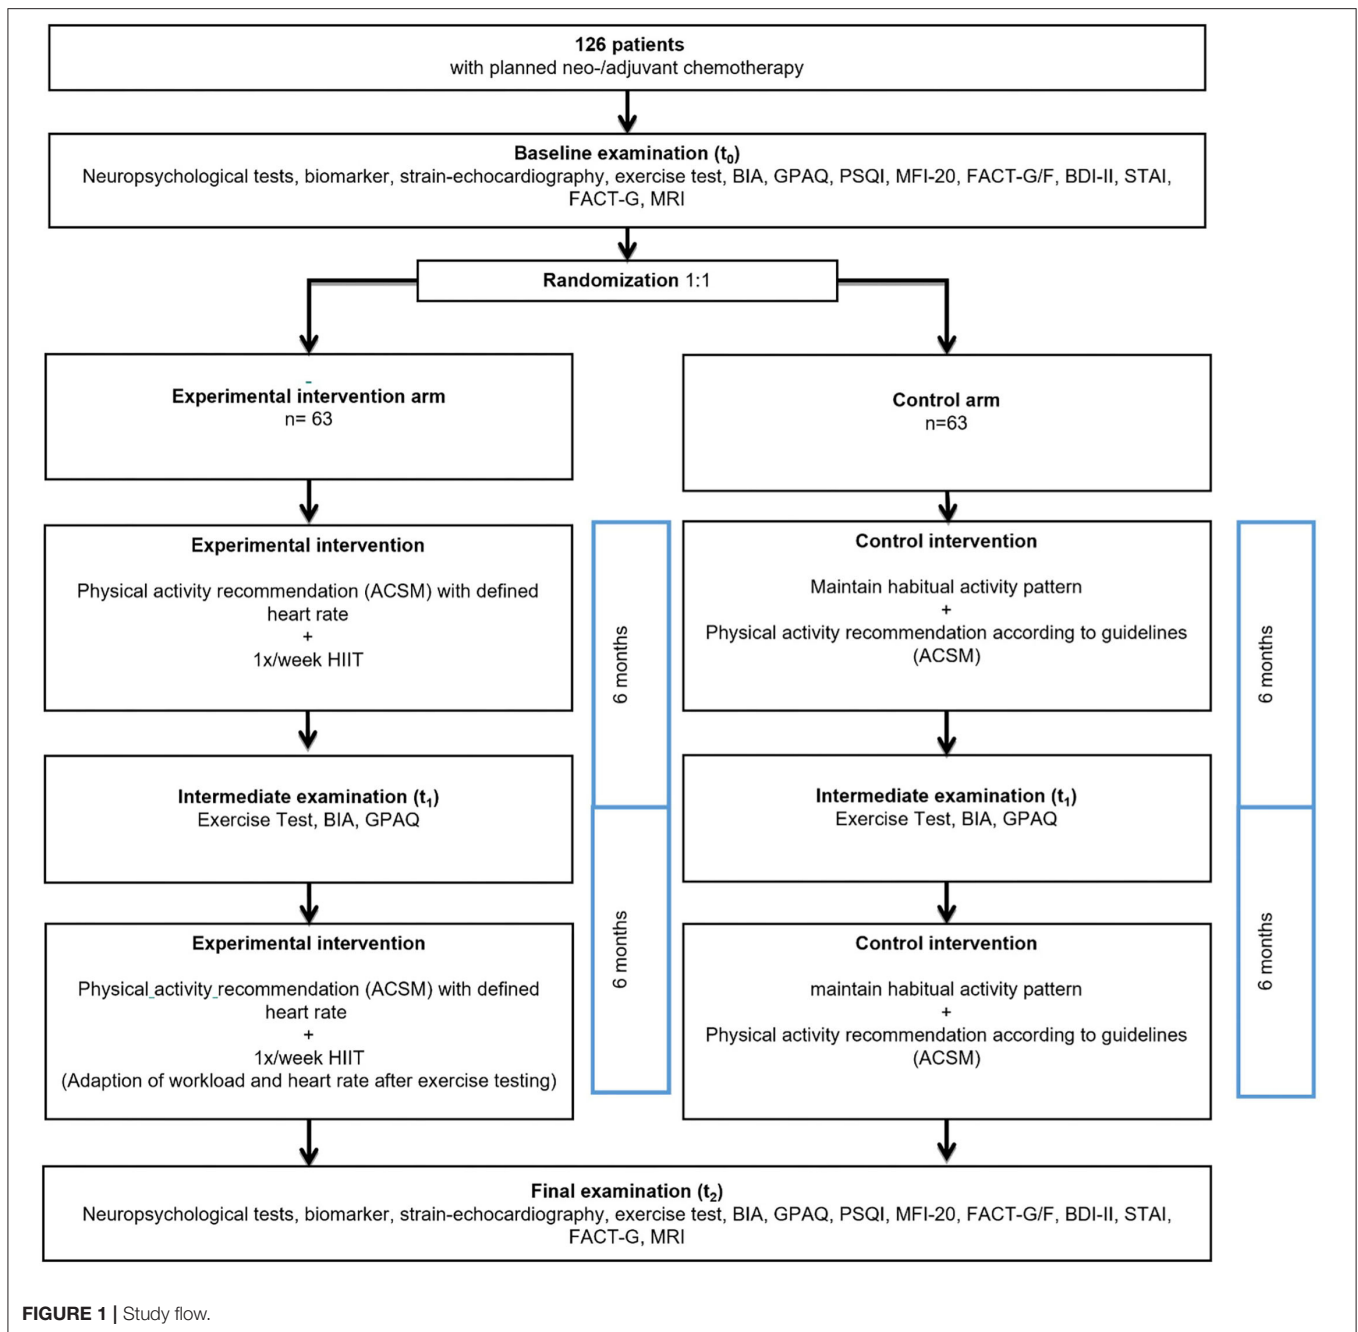 126 patients
with planned neo-/adjuvant chemotherapy
Baseline examination (t0)
Neuropsychological tests, biomarker, strain-echocardiography, exercise test, BIA, GPAQ, PSQI, MFI-20, FACT-G/F, BDI-II, STAI,
FACT-G, MRI
Randomization 1:1
Experimental intervention arm
n= 63
Control arm
n=63
Experimental intervention
Physical activity recommendation (ACSM) with defined
heart rate
+
1x/week HIIT
6 months
Control intervention
Maintain habitual activity pattern
+
Physical activity recommendation according to guidelines
(ACSM)
6 months
Intermediate examination (t1)
Exercise Test, BIA, GPAQ
Intermediate examination (t1)
Exercise Test, BIA, GPAQ
Experimental intervention
Physical activity recommendation (ACSM) with defined
heart rate
+
1x/week HIIT
(Adaption of workload and heart rate after exercise testing)
6 months
Control intervention
maintain habitual activity pattern
+
Physical activity recommendation according to guidelines
(ACSM)
6 months
Final examination (t2)
Neuropsychological tests, biomarker, strain-echocardiography, exercise test, BIA, GPAQ, PSQI, MFI-20, FACT-G/F, BDI-II, STAI,
FACT-G, MRI
FIGURE 1 | Study flow.